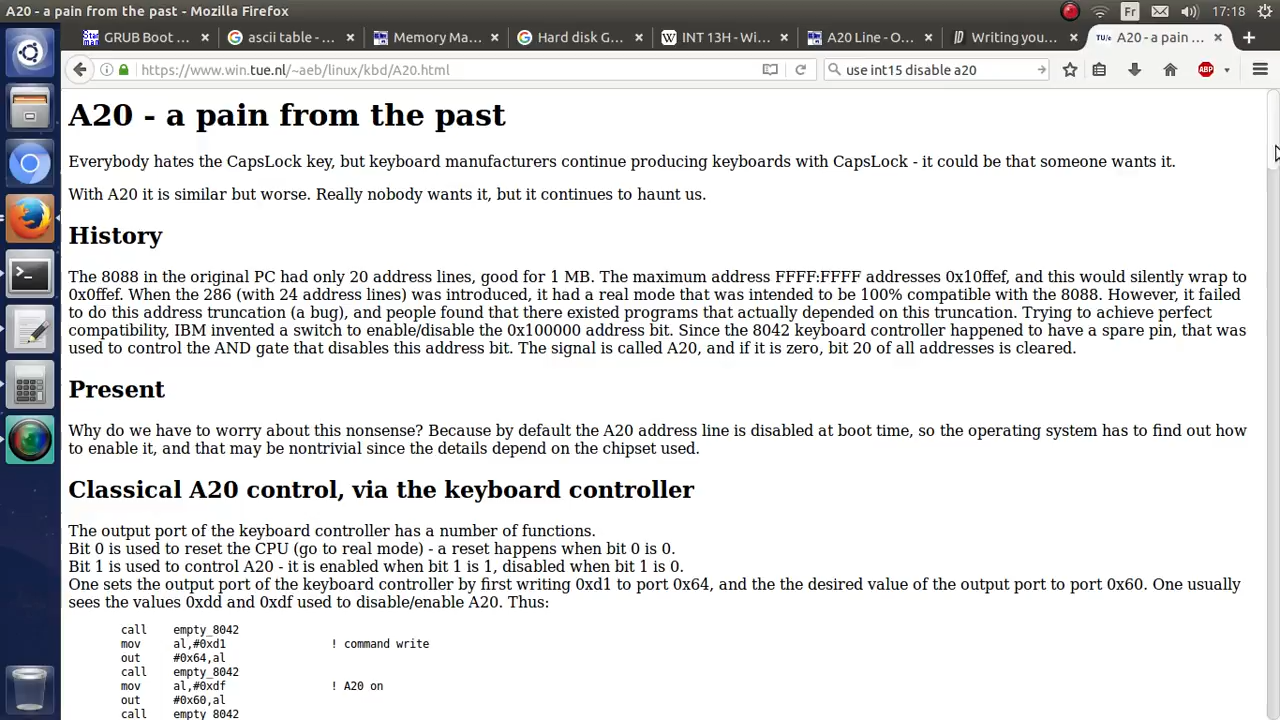 A20 - a pain from the past - Mozilla Firefox
Fr
17:18
GRUB Boot ...
ascii table - ...
Memory Ma...
Hard disk G...
INT 13H - Wi...
A20 Line - O...
Writing you...
TU/e
A20 - a pain ...
https://www.win.tue.nl/~aeb/linux/kbd/A20.html
use int15 disable a20
ABP
A20 - a pain from the past
Everybody hates the CapsLock key, but keyboard manufacturers continue producing keyboards with CapsLock - it could be that someone wants it.
With A20 it is similar but worse. Really nobody wants it, but it continues to haunt us.
History
The 8088 in the original PC had only 20 address lines, good for 1 MB. The maximum address FFFF:FFFF addresses 0x10ffef, and this would silently wrap to
0x0ffef. When the 286 (with 24 address lines) was introduced, it had a real mode that was intended to be 100% compatible with the 8088. However, it failed
to do this address truncation (a bug), and people found that there existed programs that actually depended on this truncation. Trying to achieve perfect
compatibility, IBM invented a switch to enable/disable the 0x100000 address bit. Since the 8042 keyboard controller happened to have a spare pin, that was
used to control the AND gate that disables this address bit. The signal is called A20, and if it is zero, bit 20 of all addresses is cleared.
Present
Why do we have to worry about this nonsense? Because by default the A20 address line is disabled at boot time, so the operating system has to find out how
to enable it, and that may be nontrivial since the details depend on the chipset used.
Classical A20 control, via the keyboard controller
The output port of the keyboard controller has a number of functions.
Bit 0 is used to reset the CPU (go to real mode) - a reset happens when bit 0 is 0.
Bit 1 is used to control A20 - it is enabled when bit 1 is 1, disabled when bit 1 is 0.
One sets the output port of the keyboard controller by first writing 0xd1 to port 0x64, and the the desired value of the output port to port 0x60. One usually
sees the values 0xdd and 0xdf used to disable/enable A20. Thus:
call empty_8042
mov al,#0xd1 ! command write
out #0x64,al
call empty_8042
mov al,#0xdf ! A20 on
out #0x60,al
call empty_8042